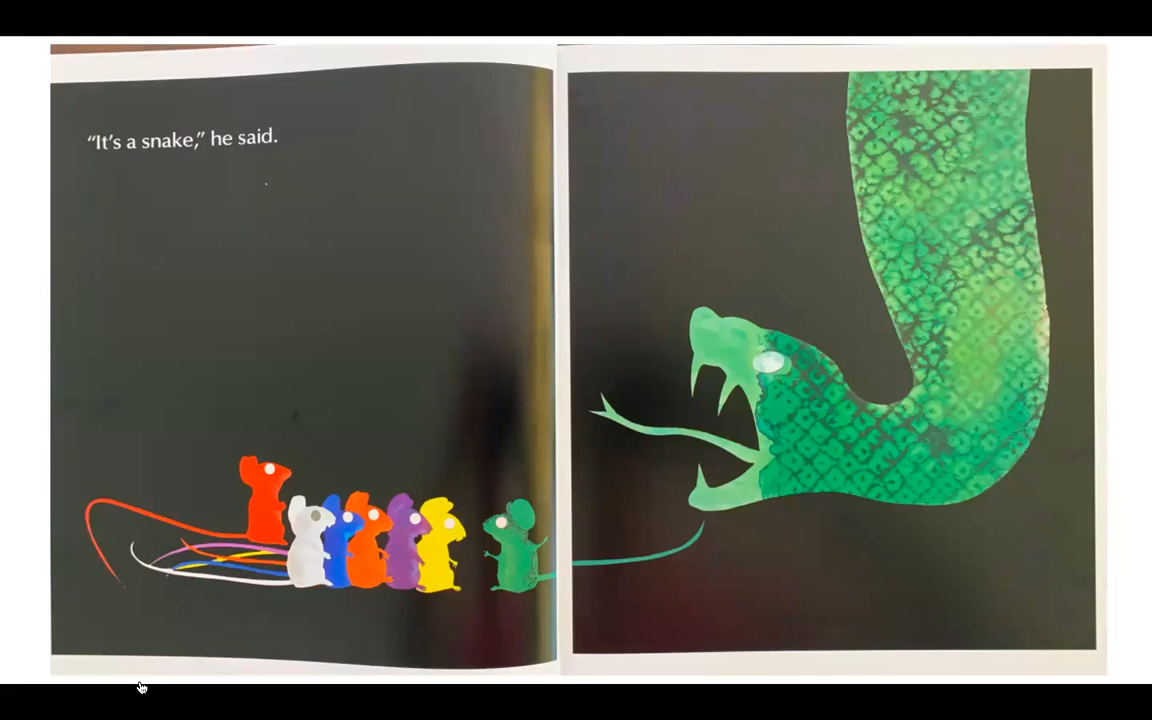 “It’s a snake,” he said.